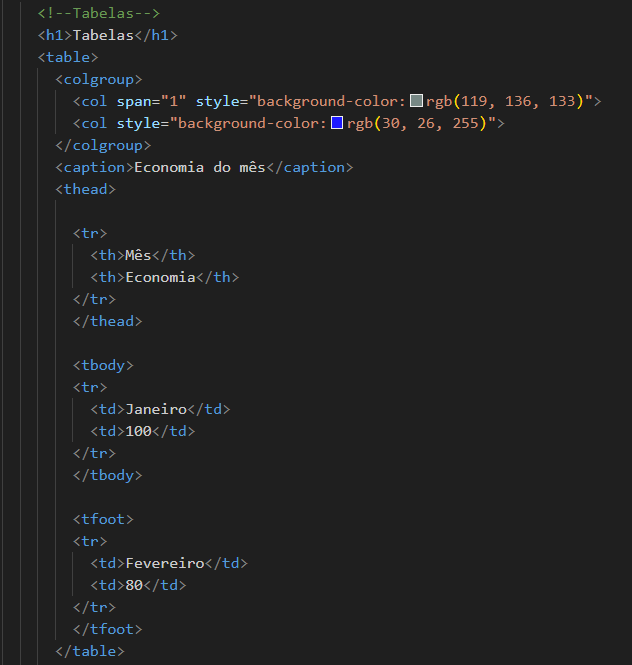 <!--Tabelas-->
<h1>Tabelas</h1>
<table>
<colgroup>
<col span="1" style="background-color:rgb(119, 136, 133)">
<col style="background-color:rgb(30, 26, 255)">
</colgroup>
<caption>Economia do mês</caption>
<thead>
<tr>
<th>Mês</th>
<th>Economia</th>
</tr>
</thead>
<tbody>
<tr>
<td>Janeiro</td>
<td>100</td>
</tr>
</tbody>
<tfoot>
<tr>
<td>Fevereiro</td>
<td>80</td>
</tr>
</tfoot>
</table>